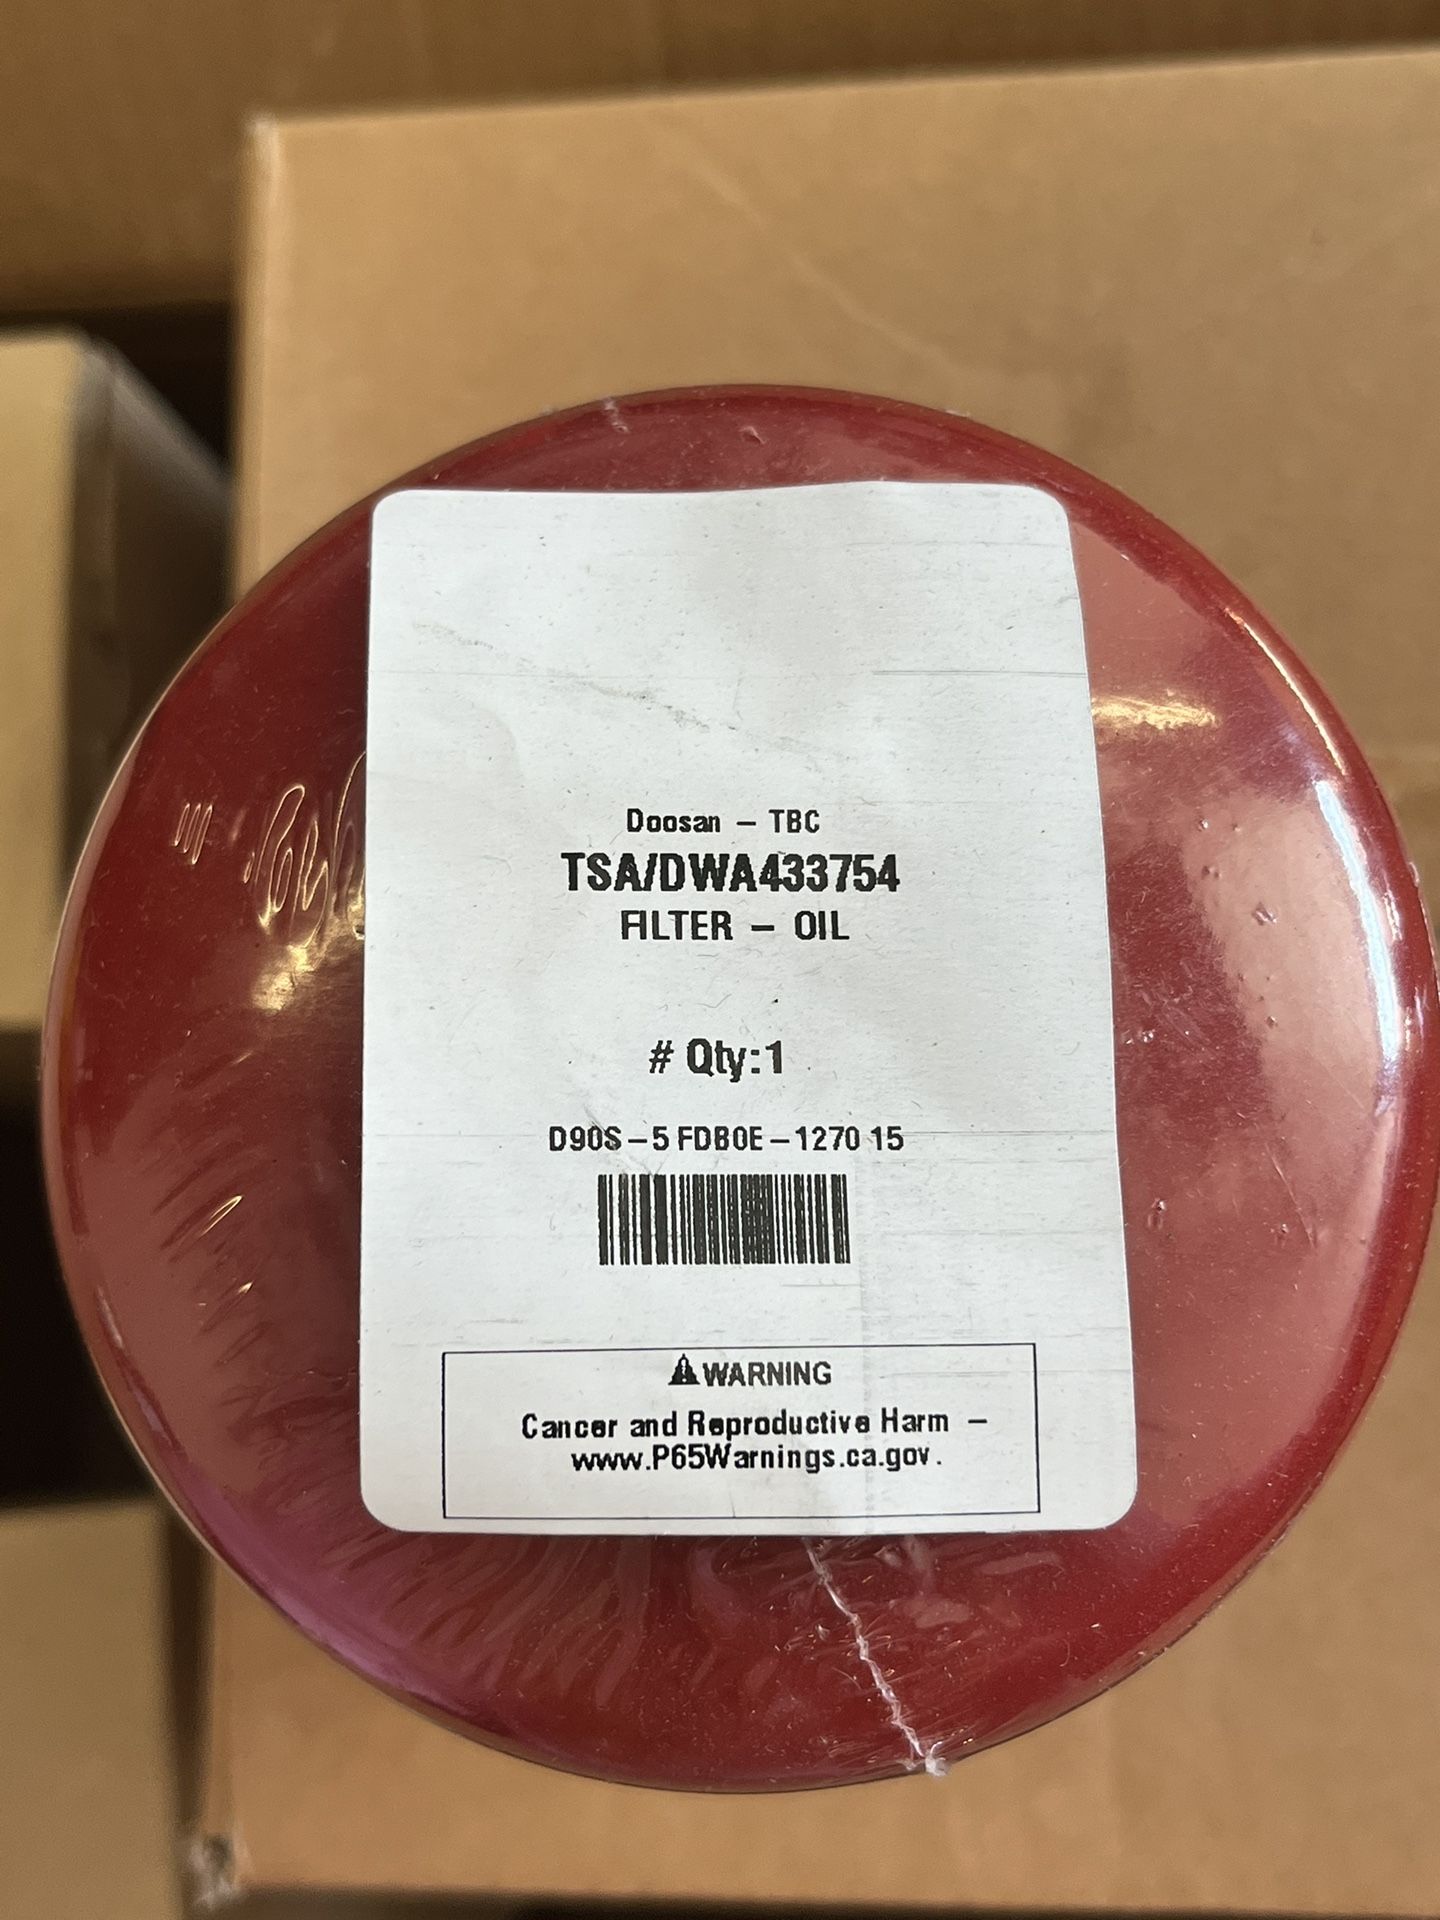 Doosan - TBC
TSA/DWA433754
FILTER - OIL
# Qty:1
D90S-5 FDB0E-1270 15
WARNING
Cancer and Reproductive Harm -
www.P65Warnings.ca.gov.